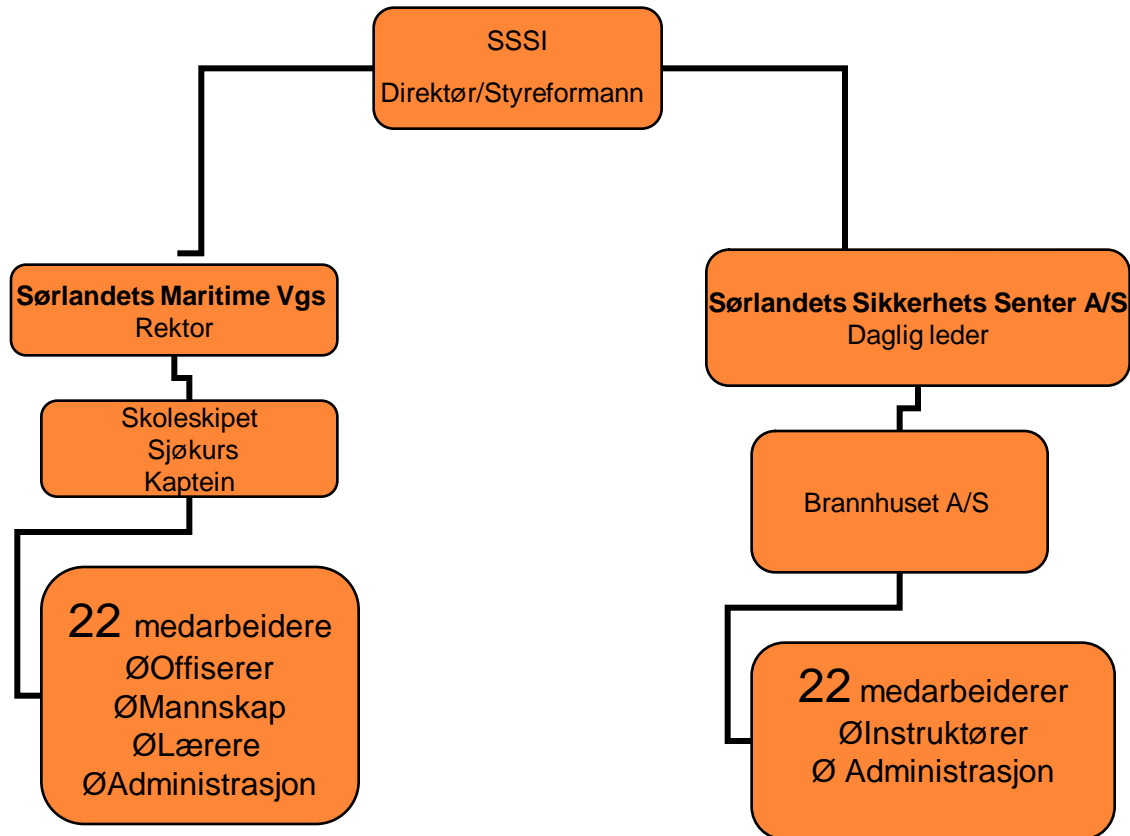 SSSI
Direktør/Styreformann
Sørlandets Maritime Vgs
Rektor
Skoleskipet
Sjøkurs
Kaptein
22 medarbeidere
ØOffiserer
ØMannskap
ØLærere
ØAdministrasjon
Sørlandets Sikkerhets Senter A/S
Daglig leder
Brannhuset A/S
22 medarbeiderer
ØInstruktører
Ø Administrasjon